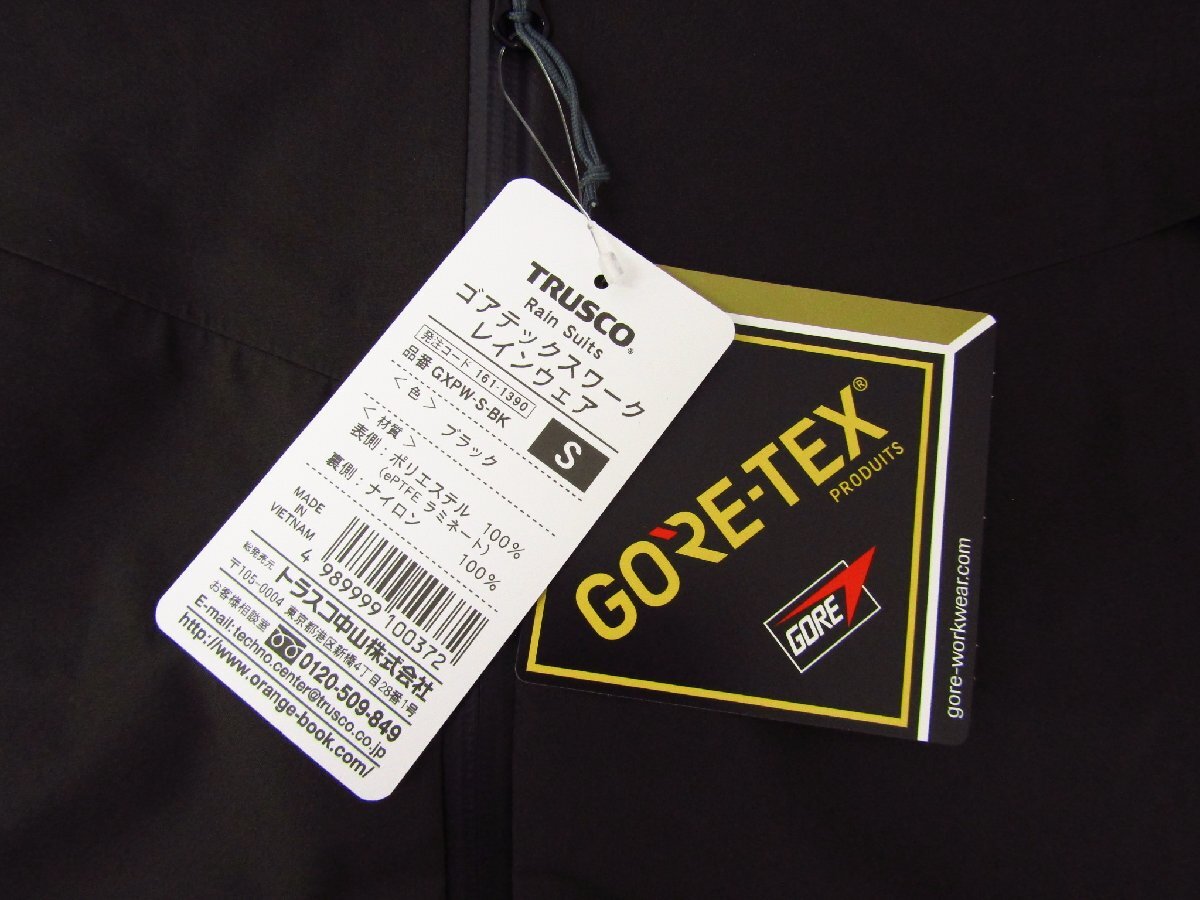 TRUSCO®
Rain Suits
ゴアテックスワーク
レインウエア
発注コード 161-1390
品番 GXPW-S-BK
S
＜ 色 ＞ ブラック
＜ 材質 ＞
表側：ポリエステル 100%
(ePTFE ラミネート)
裏側：ナイロン 100%
MADE
IN
VIETNAM
4 989999 100372
総発売元 トラスコ中山株式会社
〒105-0004 東京都港区新橋4丁目28番1号
お客様相談室 0120-509-849
E-mail:techno.center@trusco.co.jp
http://www.orange-book.com/
GORE-TEX®
PRODUITS
GORE
gore-workwear.com